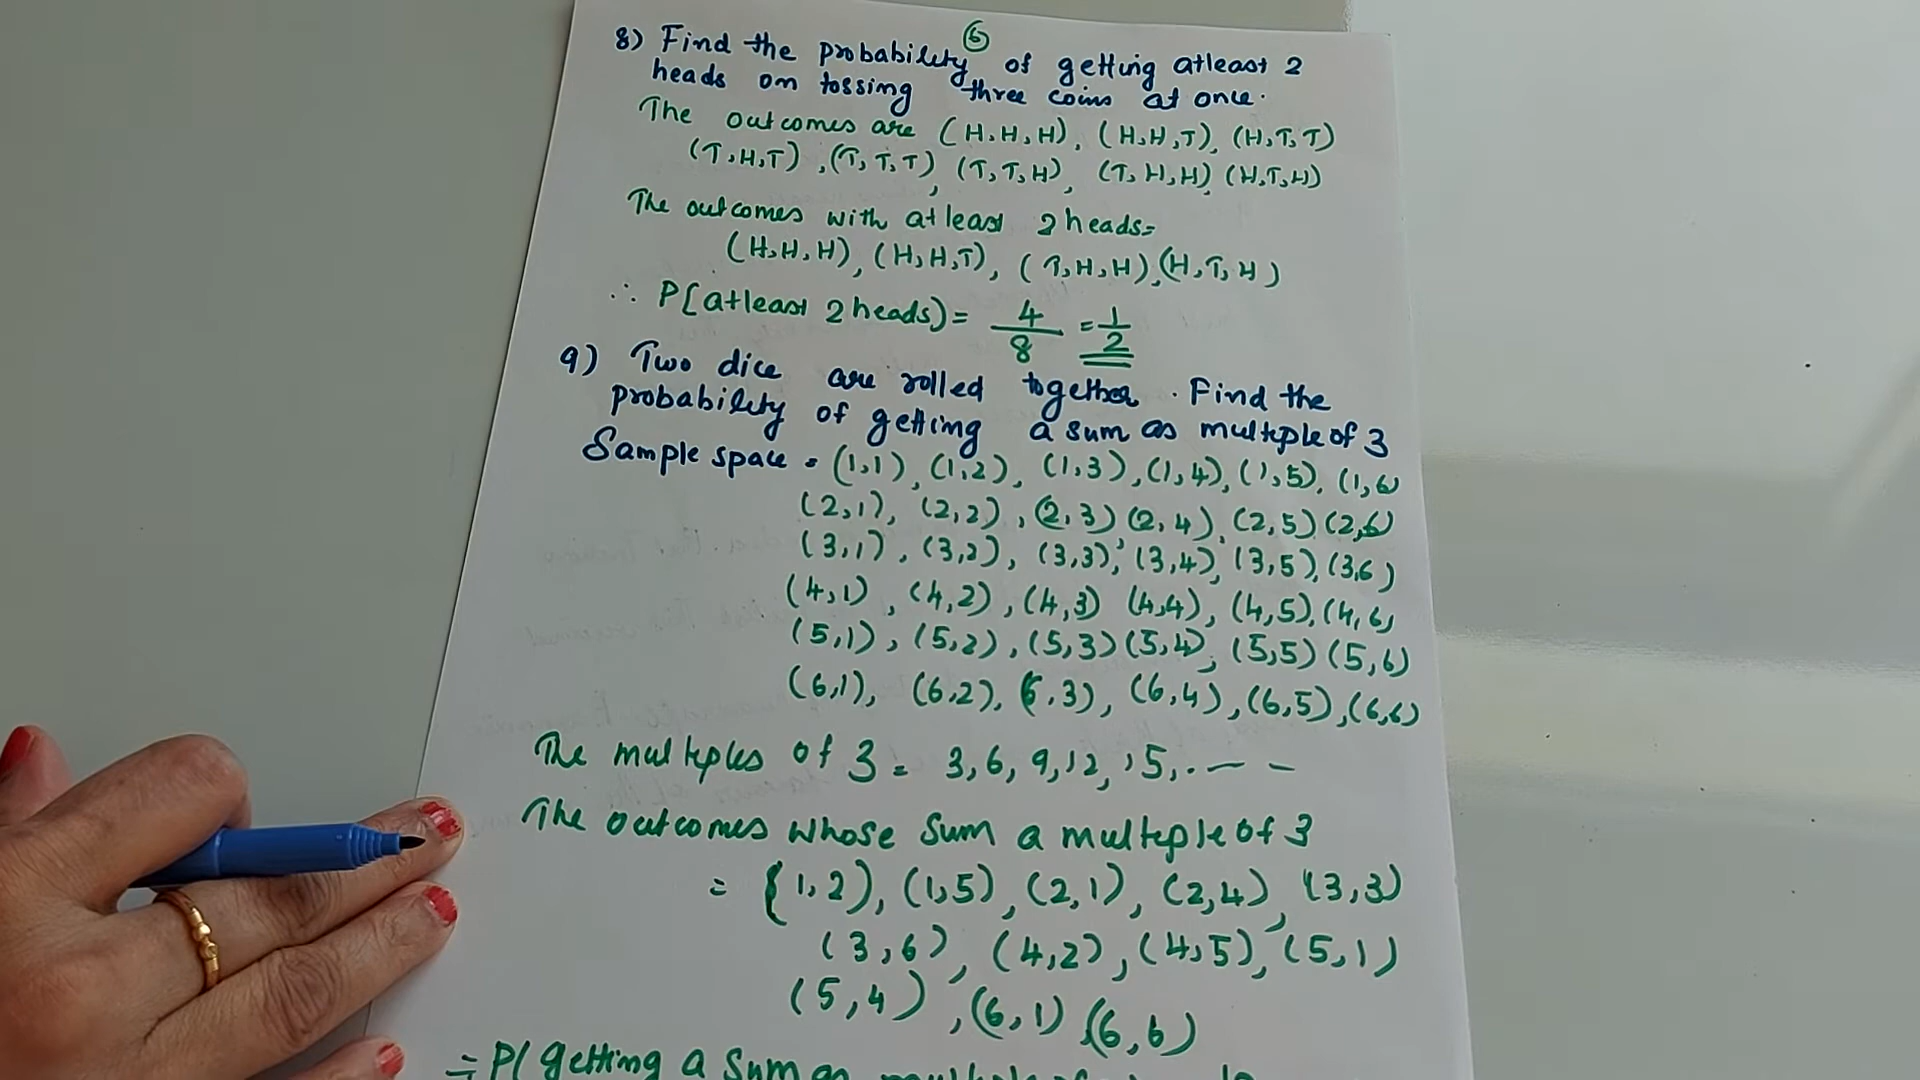 6
8) Find the probability of getting atleast 2
heads on tossing three coins at once.
The outcomes are (H,H,H), (H,H,T), (H,T,T)
(T,H,T), (T,T,T), (T,T,H), (T,H,H) (H,T,H)
The outcomes with atleast 2 heads=
(H,H,H), (H,H,T), (T,H,H), (H,T,H)
∴ P[atleast 2 heads) = 4/8 = 1/2
9) Two dice are rolled together. Find the
probability of getting a sum as multiple of 3
Sample space = (1,1), (1,2), (1,3), (1,4), (1,5), (1,6)
(2,1), (2,2), (2,3) (2,4), (2,5) (2,6)
(3,1), (3,2), (3,3), (3,4), (3,5), (3,6)
(4,1), (4,2), (4,3) (4,4), (4,5), (4,6)
(5,1), (5,2), (5,3) (5,4), (5,5) (5,6)
(6,1), (6,2), (6,3), (6,4), (6,5), (6,6)
The multiples of 3 = 3, 6, 9, 12, 15, . - -
The outcomes whose sum a multiple of 3
= {1,2), (1,5), (2,1), (2,4), (3,3)
(3,6), (4,2), (4,5), (5,1)
(5,4), (6,1) (6,6)
= P( getting a sum as